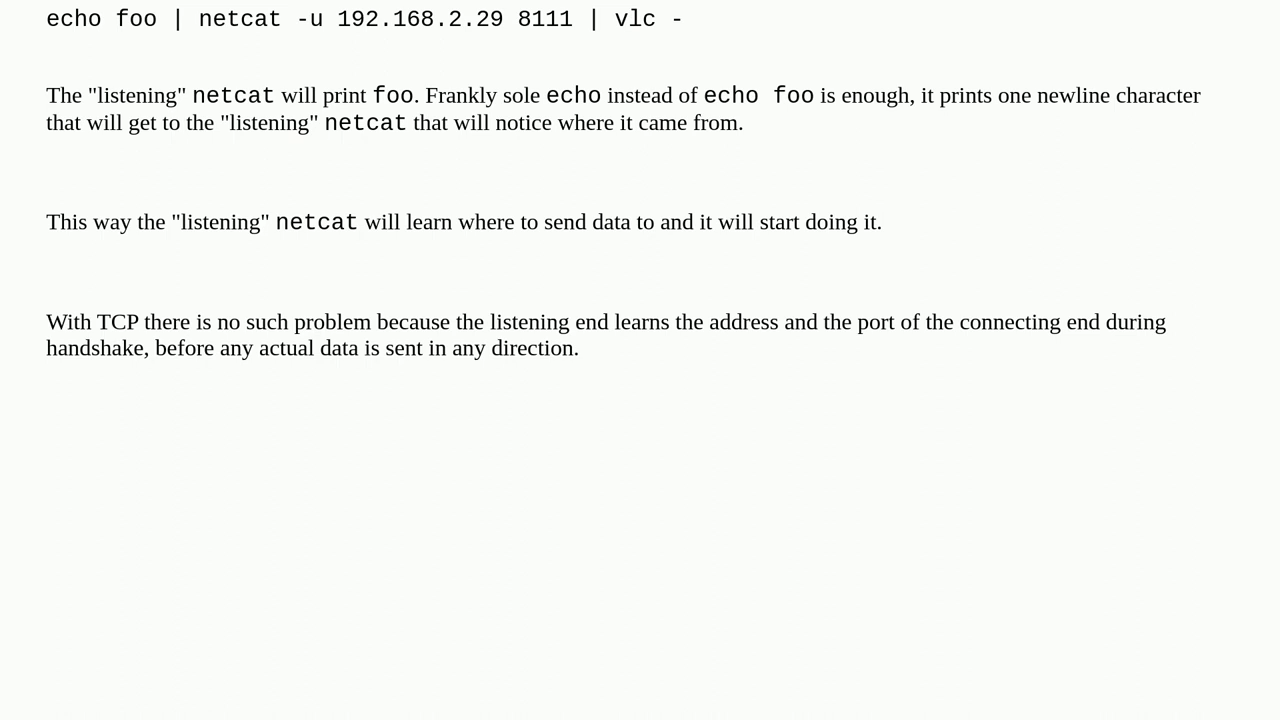 echo foo | netcat -u 192.168.2.29 8111 | vlc -
The "listening" netcat will print foo. Frankly sole echo instead of echo foo is enough, it prints one newline character
that will get to the "listening" netcat that will notice where it came from.
This way the "listening" netcat will learn where to send data to and it will start doing it.
With TCP there is no such problem because the listening end learns the address and the port of the connecting end during
handshake, before any actual data is sent in any direction.